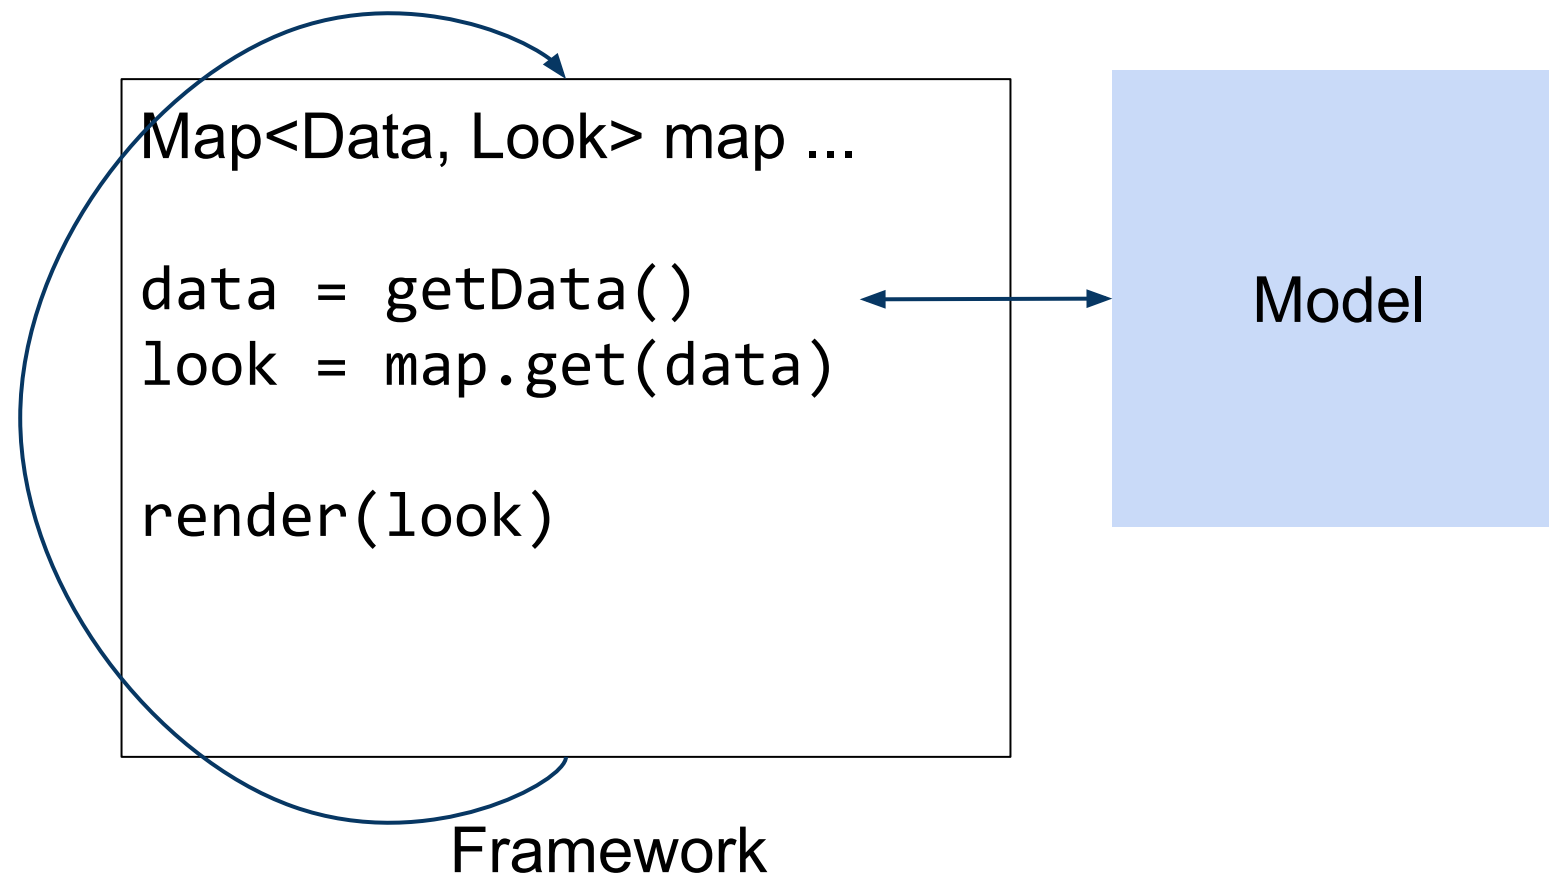 Map<Data, Look> map ...
data = getData()
look = map.get(data)
render(look)
Model
Framework